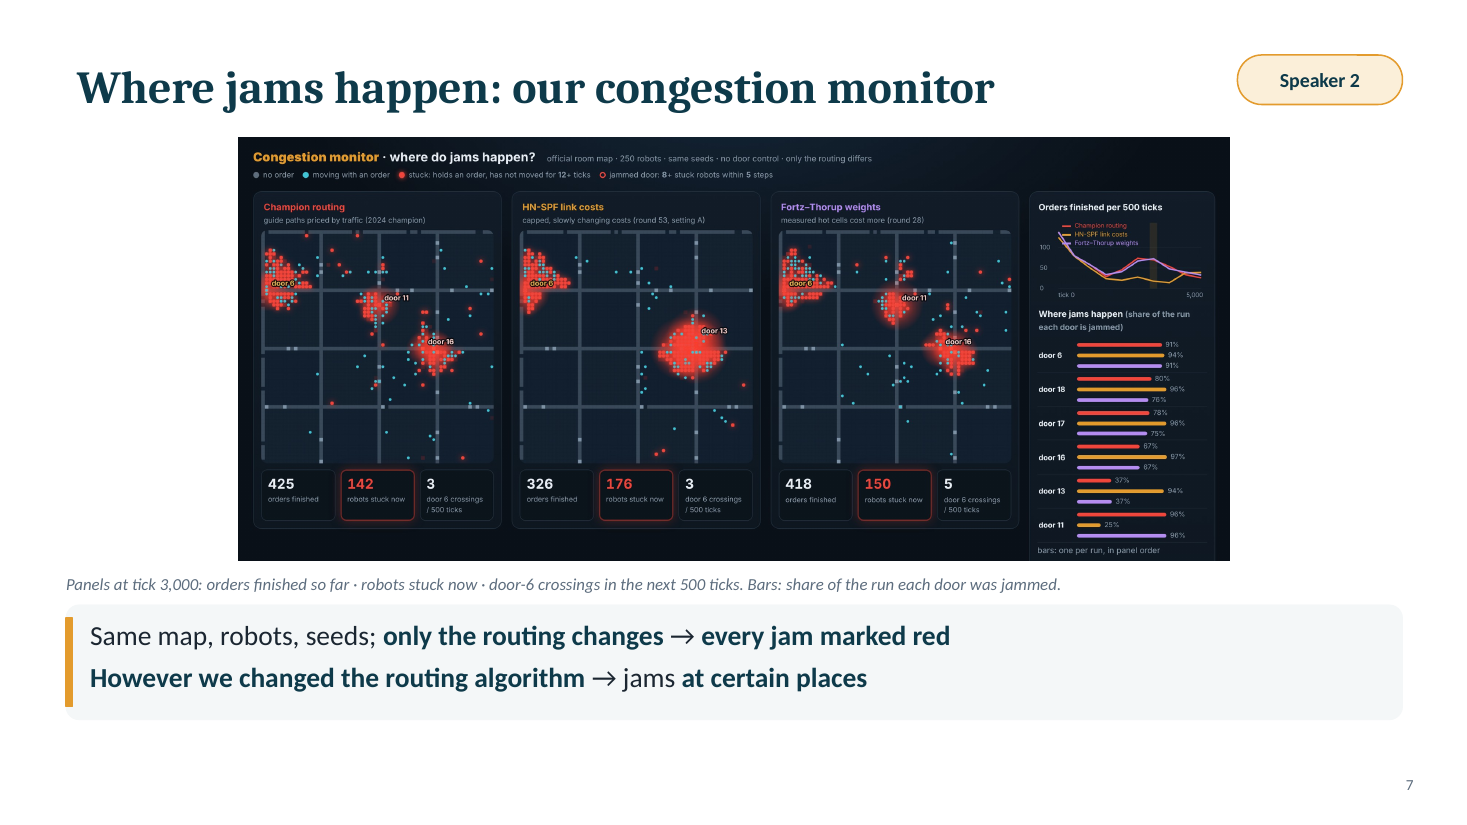 Where jams happen: our congestion monitor
Speaker 2
Congestion monitor · where do jams happen? official room map · 250 robots · same seeds · no door control · only the routing differs
no order moving with an order stuck: holds an order, has not moved for 12+ ticks jammed door: 8+ stuck robots within 5 steps
Champion routing
guide paths priced by traffic (2024 champion)
door 6
door 11
door 16
425
orders finished
142
robots stuck now
3
door 6 crossings
/ 500 ticks
HN-SPF link costs
capped, slowly changing costs (round 53, setting A)
door 6
door 13
326
orders finished
176
robots stuck now
3
door 6 crossings
/ 500 ticks
Fortz–Thorup weights
measured hot cells cost more (round 28)
door 6
door 11
door 16
418
orders finished
150
robots stuck now
5
door 6 crossings
/ 500 ticks
Orders finished per 500 ticks
Champion routing
HN-SPF link costs
Fortz–Thorup weights
100
50
0
tick 0 5,000
Where jams happen (share of the run
each door is jammed)
door 6
91%
94%
91%
door 18
80%
96%
76%
door 17
78%
96%
75%
door 16
67%
97%
67%
door 13
37%
94%
37%
door 11
96%
25%
96%
bars: one per run, in panel order
Panels at tick 3,000: orders finished so far · robots stuck now · door-6 crossings in the next 500 ticks. Bars: share of the run each door was jammed.
Same map, robots, seeds; only the routing changes → every jam marked red
However we changed the routing algorithm → jams at certain places
7